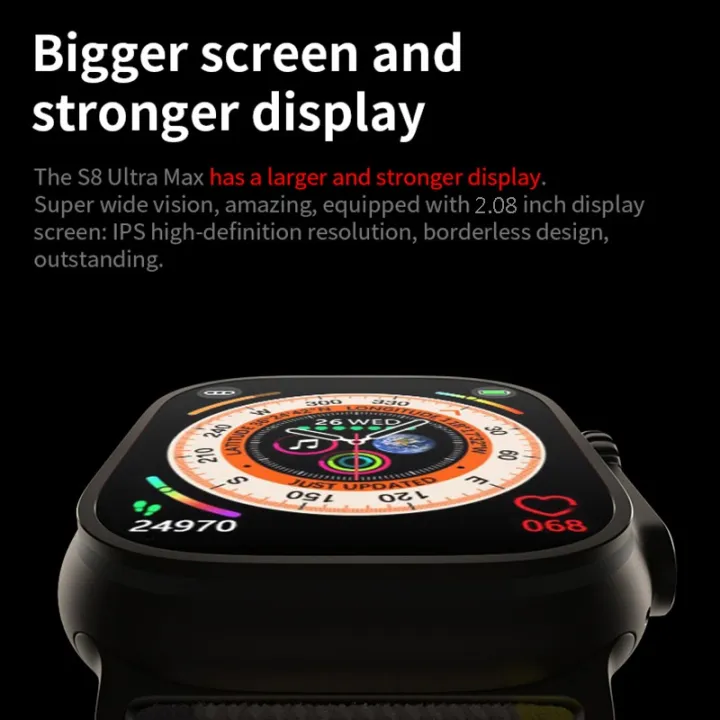 Bigger screen and
stronger display
The S8 Ultra Max has a larger and stronger display.
Super wide vision, amazing, equipped with 2.08 inch display
screen: IPS high-definition resolution, borderless design,
outstanding.
300 330
W N
240 30
210 60
S E
150 120
LONGITUDE
26 WED
JUST UPDATED
24970
068